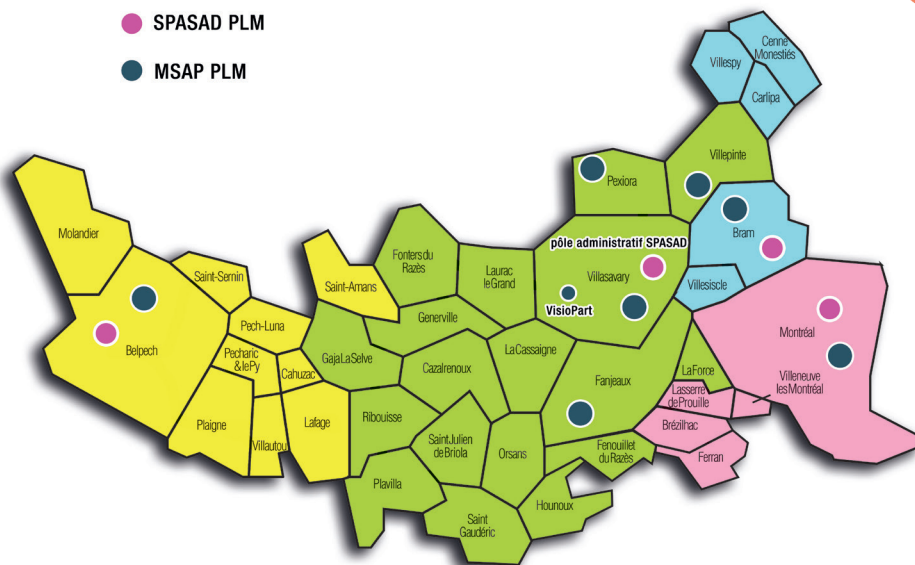 SPASAD PLM
MSAP PLM
Cenne
Monestiés
Villespy
Carlipa
Villepinte
Pexiora
Molandier
Bram
pôle administratif SPASAD
Fonters du
Razès
Saint-Sernin
Laurac
le Grand
Villasavary
Saint-Amans
Villesiscle
VisioPart
Generville
Pech-Luna
Montréal
Belpech
Pecharic
& le Py
Gaja La Selve
La Cassaigne
Cazalrenoux
Cahuzac
La Force
Fanjeaux
Villeneuve
les Montréal
Lasserre
de Prouille
Plaigne
Lafage
Ribouisse
Brézilhac
Villautou
Saint Julien
de Briola
Orsans
Fenouillet
du Razès
Ferran
Plavilla
Hounoux
Saint
Gaudéric